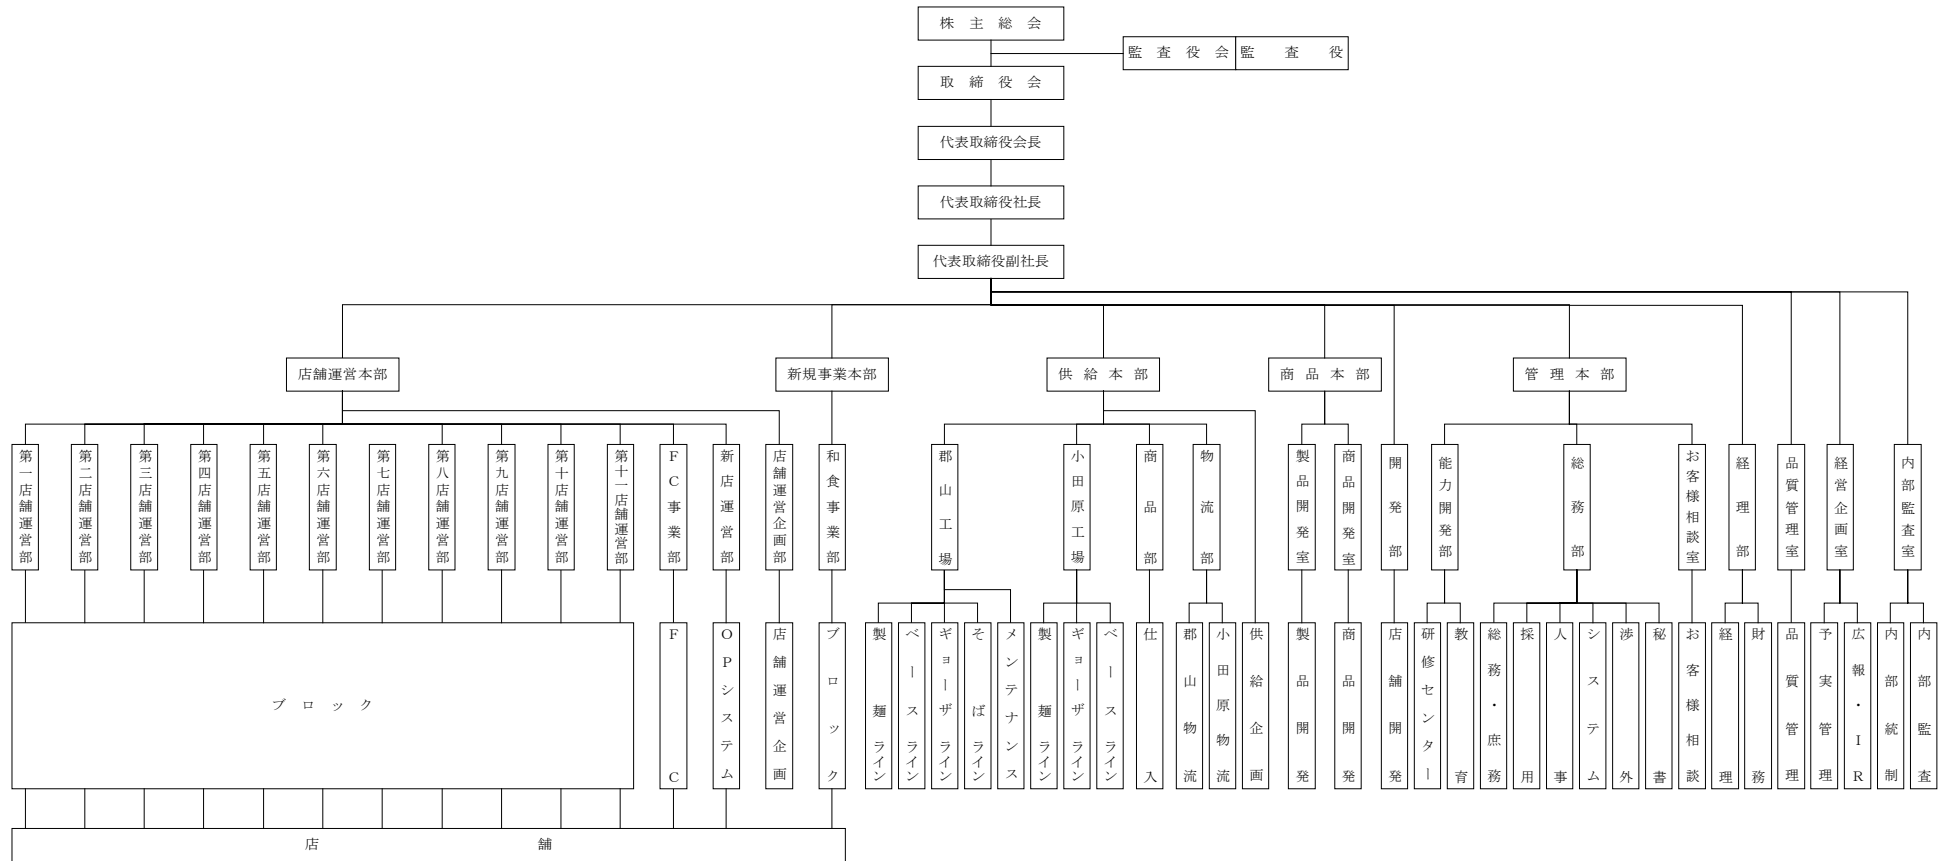 株主総会
監査役会 監査役
取締役会
代表取締役会長
代表取締役社長
代表取締役副社長
店舗運営本部
新規事業本部
供給本部
商品本部
管理本部
第一店舗運営部
第二店舗運営部
第三店舗運営部
第四店舗運営部
第五店舗運営部
第六店舗運営部
第七店舗運営部
第八店舗運営部
第九店舗運営部
第十店舗運営部
第十一店舗運営部
FC事業部
新店運営部
店舗運営企画部
和食事業部
郡山工場
小田原工場
商品部
物流部
製品開発室
商品開発室
開発部
能力開発部
総務部
お客様相談室
経理部
品質管理室
経営企画室
内部監査室
ブロック
FC
OPシステム
店舗運営企画
ブロック
製麺ライン
ベースライン
ギョーザライン
そばライン
メンテナンス
製麺ライン
ギョーザライン
ベースライン
仕入
郡山物流
小田原物流
供給企画
製品開発
商品開発
店舗開発
研修センター
教育
総務・庶務
採用
人事
システム
渉外
秘書
お客様相談
経理
財務
品質管理
予実管理
広報・IR
内部統制
内部監査
店舗